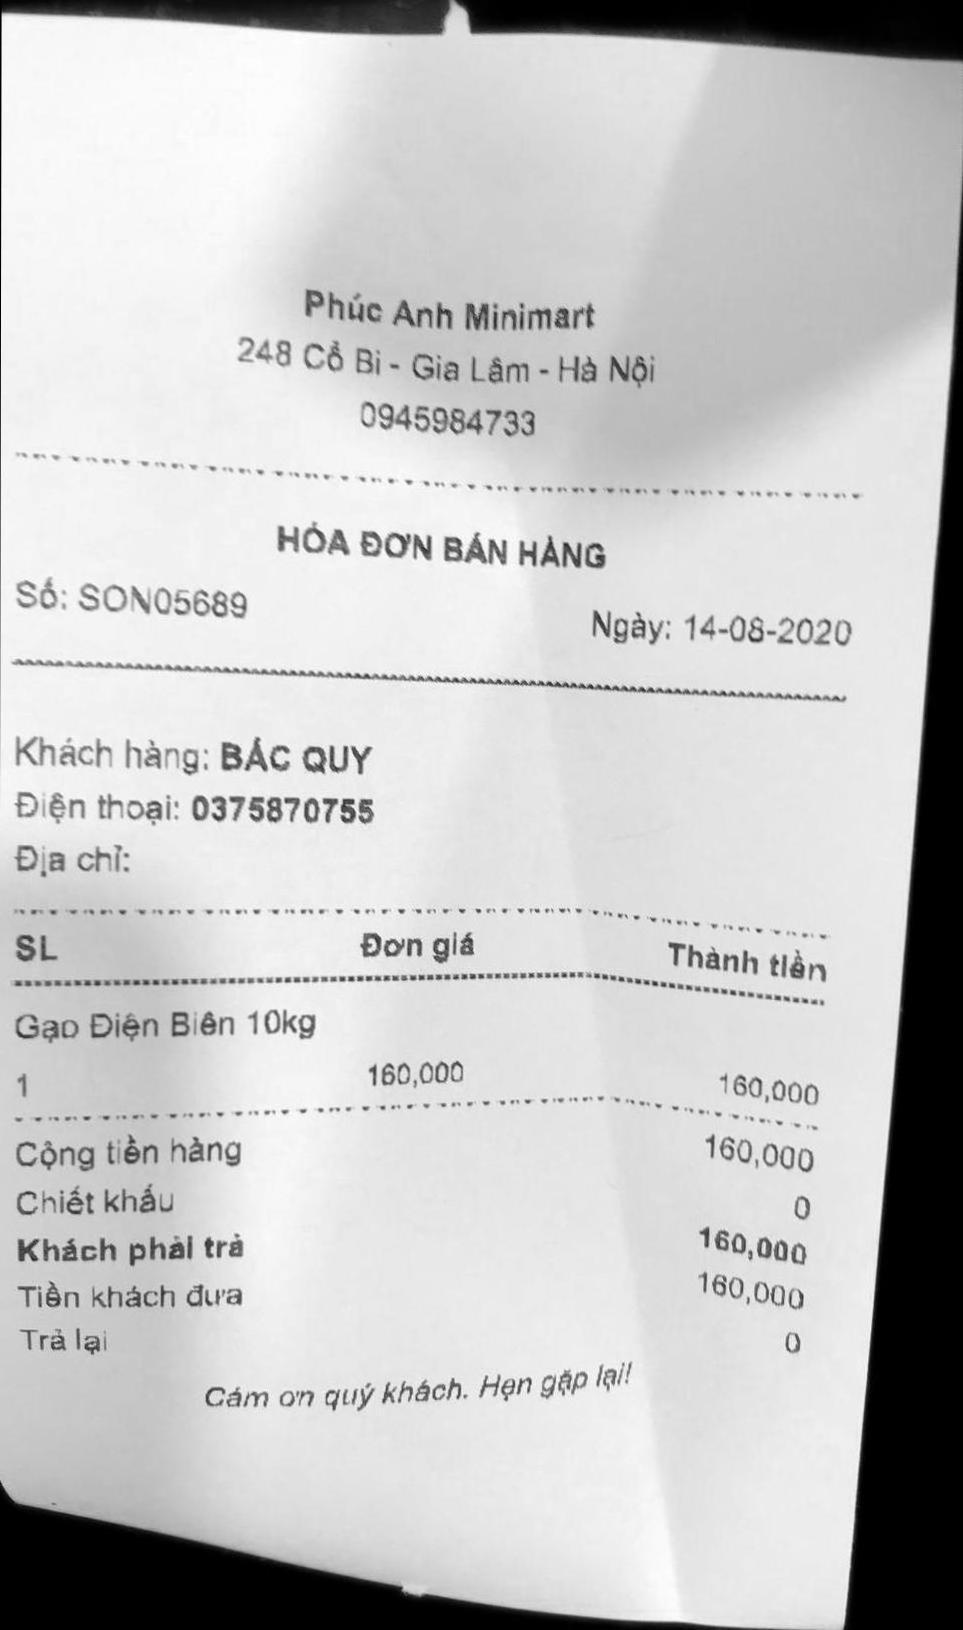 Phúc Anh Minimart
248 Cổ Bi - Gia Lâm - Hà Nội
0945984733
HÓA ĐƠN BÁN HÀNG
Số: SON05689 Ngày: 14-08-2020
Khách hàng: BÁC QUY
Điện thoại: 0375870755
Địa chỉ:
SL Đơn giá Thành tiền
Gạo Điện Biên 10kg
1 160,000 160,000
Cộng tiền hàng 160,000
Chiết khấu 0
Khách phải trả 160,000
Tiền khách đưa 160,000
Trả lại 0
Cám ơn quý khách. Hẹn gặp lại!